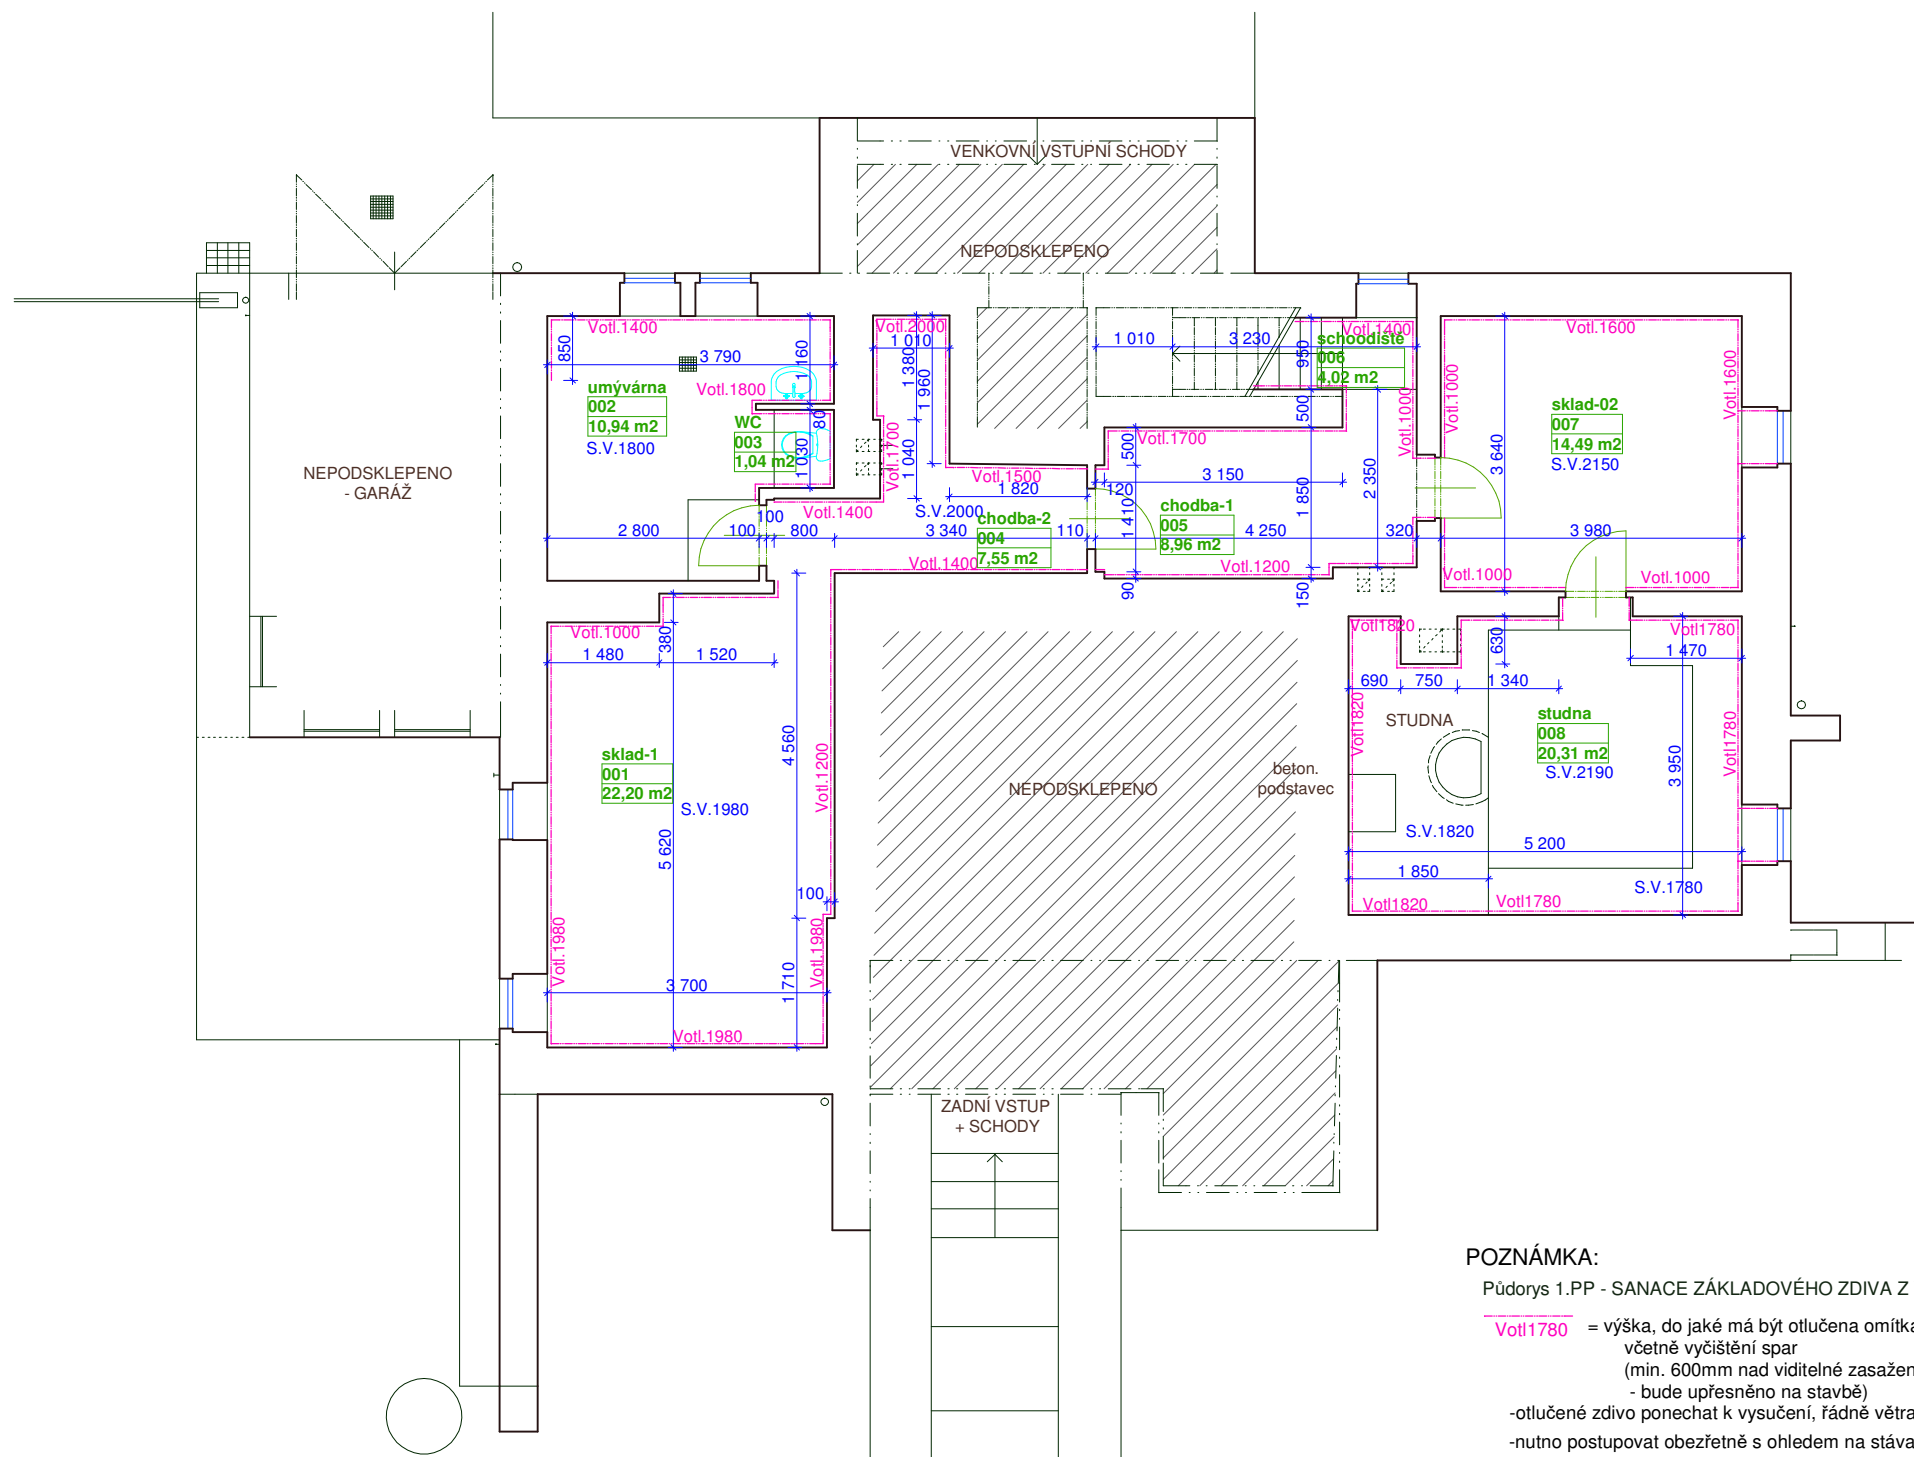 VENKOVNÍ VSTUPNÍ SCHODY
NEPODSKLEPENO
Votl.1400
3 790
850
1 160
umývárna
002
10,94 m2
S.V.1800
Votl.1800
WC
003
1,04 m2
80
1 030
Votl.2000
1 010
1 380
1 960
Votl.1700
1 040
Votl.1500
1 820
S.V.2000
Votl.1400
1 010
3 230
950
Votl.1400
schoodiště
006
4,02 m2
500
Votl.1000
2 350
500
Votl.1700
3 150
120
1 850
1 410
chodba-1
005
8,96 m2
chodba-2
004
7,55 m2
2 800
100
100
800
3 340
110
4 250
320
3 980
Votl.1400
Votl.1200
90
150
Votl.1600
Votl.1000
Votl.1600
3 640
sklad-02
007
14,49 m2
S.V.2150
Votl.1000
Votl.1000
NEPODSKLEPENO
- GARÁŽ
Votl.1000
380
1 480
1 520
4 560
Votl.1200
sklad-1
001
22,20 m2
S.V.1980
5 620
100
Votl.1980
Votl.1980
1 710
3 700
Votl.1980
NEPODSKLEPENO
beton.
podstavec
Votl1820
Votl1780
630
1 470
690
750
1 340
STUDNA
Votl1820
studna
008
20,31 m2
S.V.2190
Votl1780
3 950
S.V.1820
5 200
1 850
S.V.1780
Votl1820
Votl1780
ZADNÍ VSTUP
+ SCHODY
POZNÁMKA:
Půdorys 1.PP - SANACE ZÁKLADOVÉHO ZDIVA Z
Votl1780 = výška, do jaké má být otlučena omítka
včetně vyčištění spar
(min. 600mm nad viditelné zasažen
- bude upřesněno na stavbě)
-otlučené zdivo ponechat k vysučení, řádně větra
-nutno postupovat obezřetně s ohledem na stáva